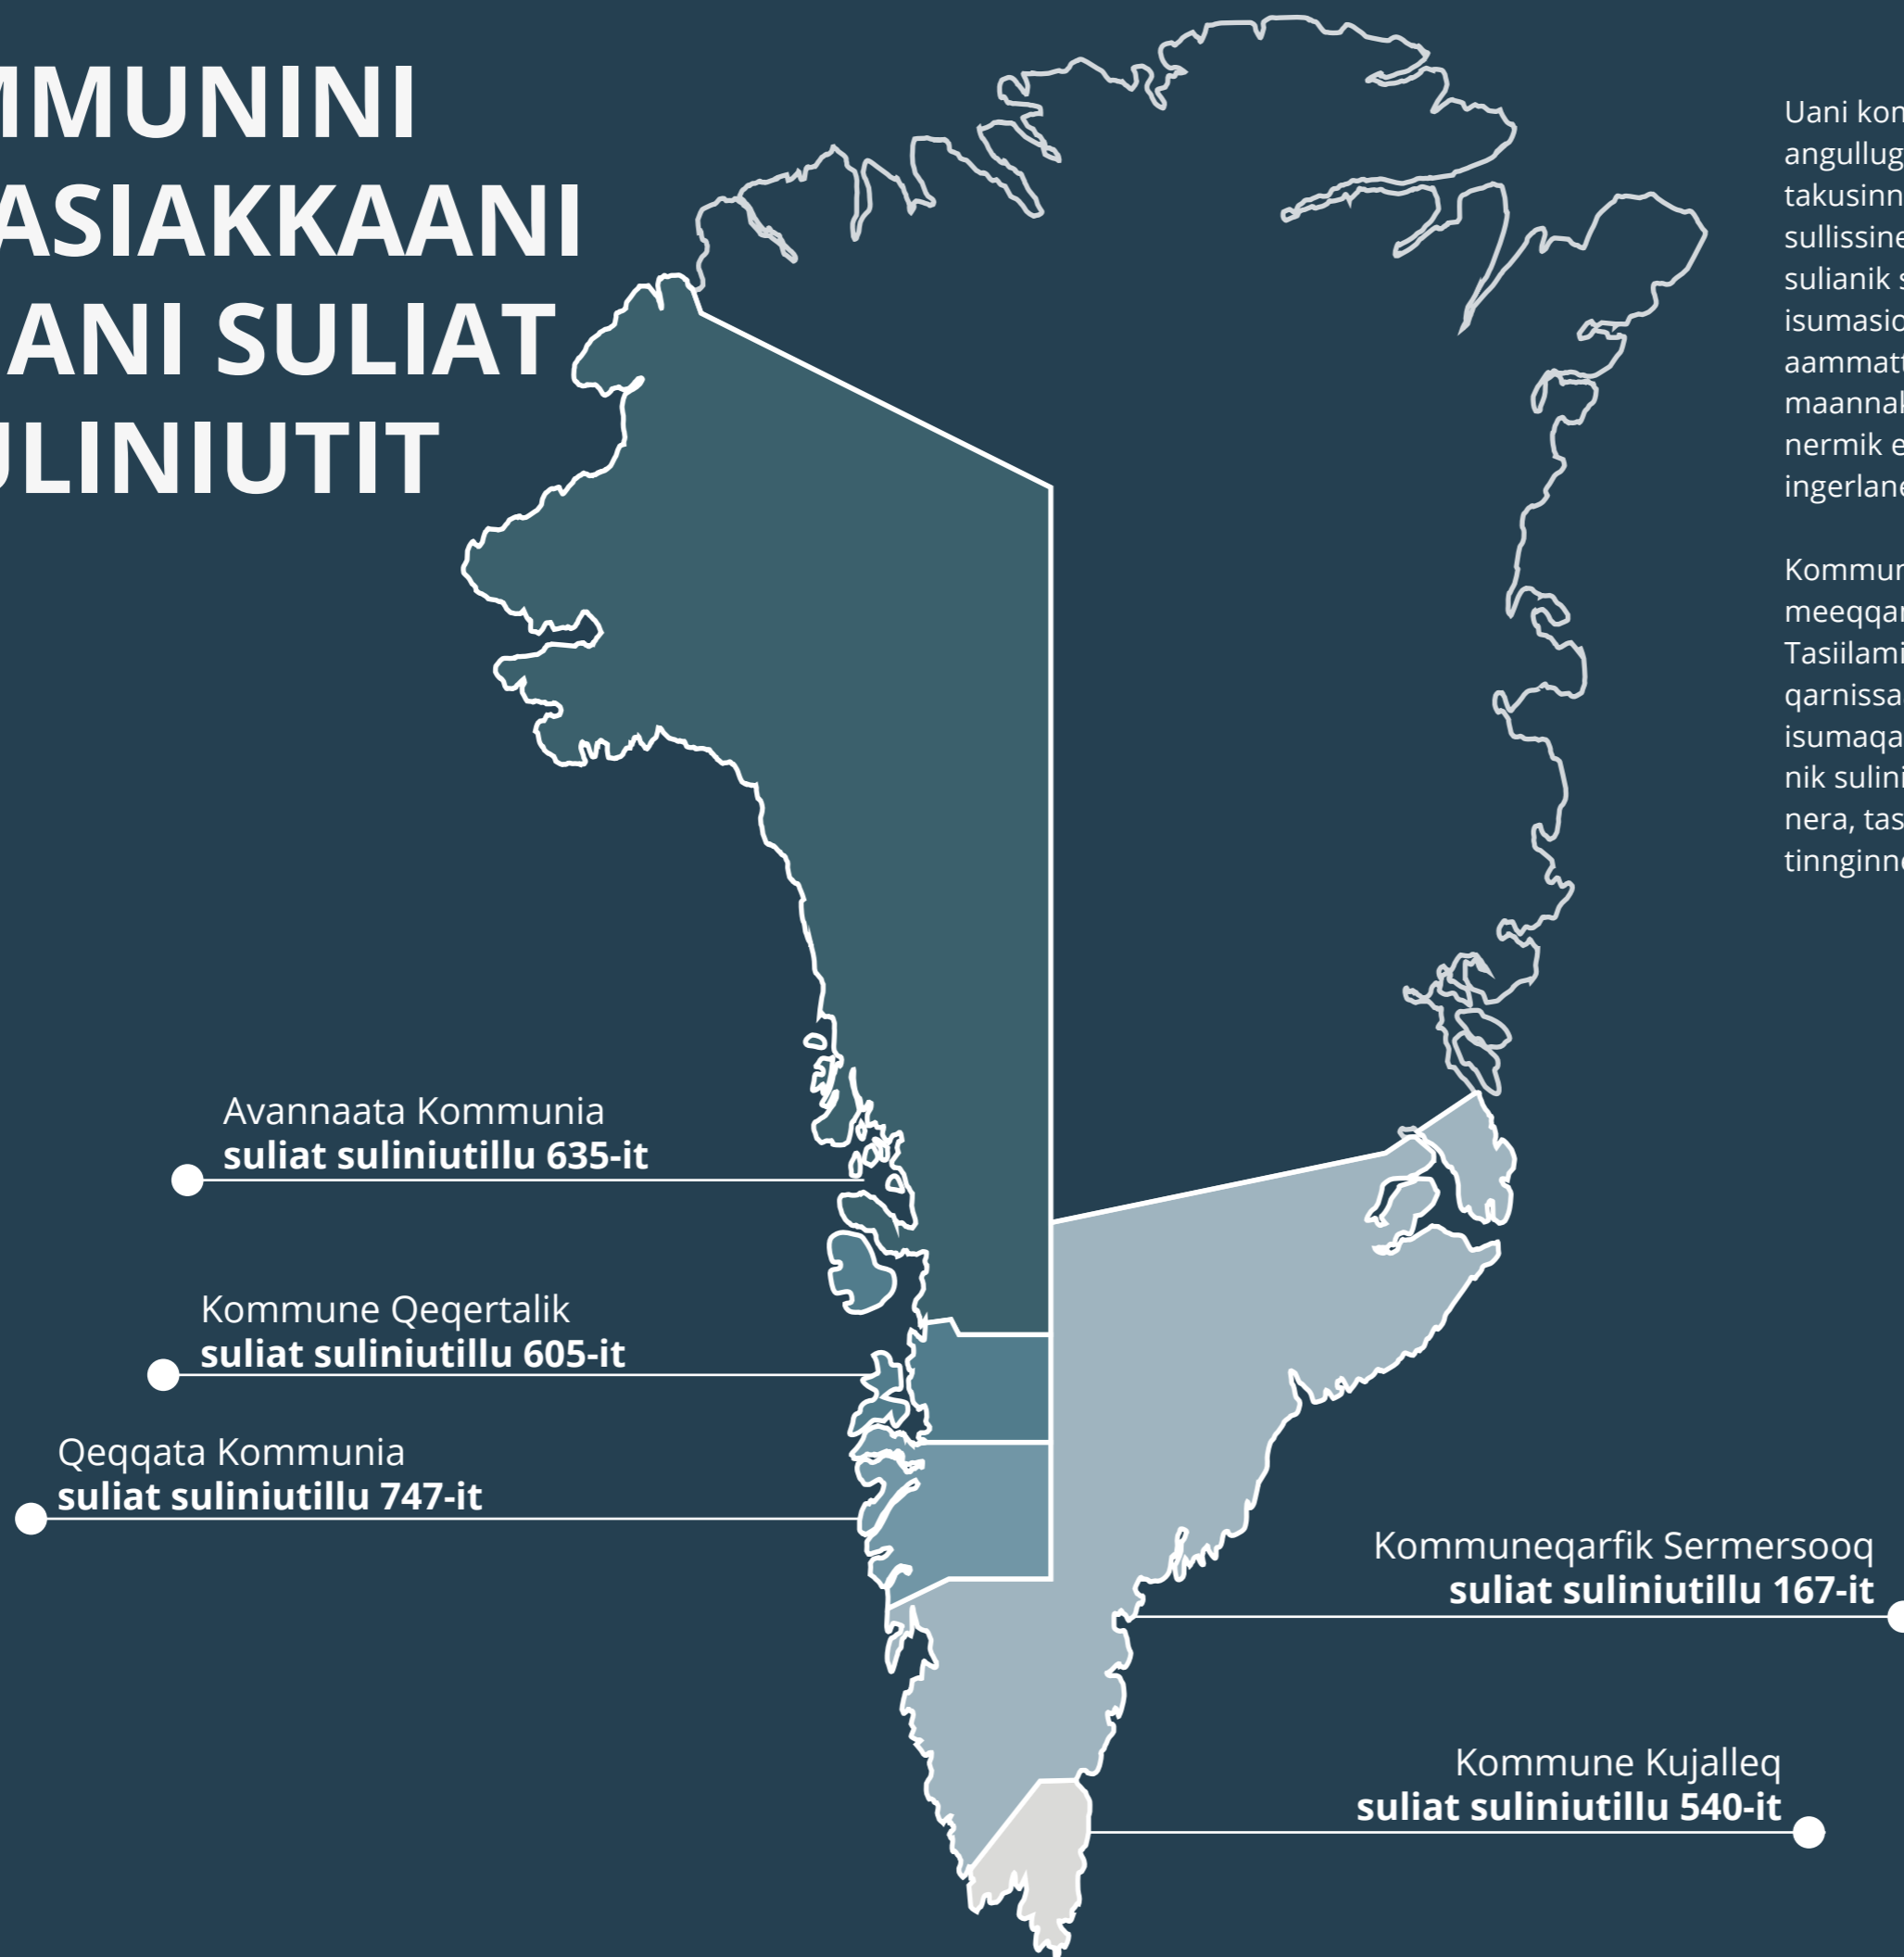 MMUNINI
ASIAKKAANI
ANI SULIAT
ULINIUTIT
Uani kom
angullug
takusinn
sullissine
sulianik s
isumasio
aammatt
maannak
nermik e
ingerlane
Kommun
meeqqar
Tasiilami
qarnissa
isumaqa
nik sulini
nera, tas
tinnginne
Avannaata Kommunia
suliat suliniutillu 635-it
Kommune Qeqertalik
suliat suliniutillu 605-it
Qeqqata Kommunia
suliat suliniutillu 747-it
Kommuneqarfik Sermersooq
suliat suliniutillu 167-it
Kommune Kujalleq
suliat suliniutillu 540-it